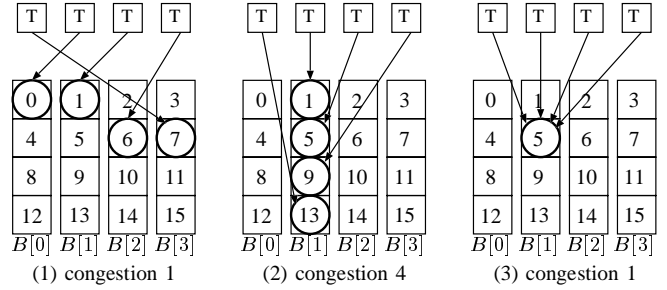 T T T T T T T T T T T T
0 1 2 3 0 1 2 3 0 1 2 3
4 5 6 7 4 5 6 7 4 5 6 7
8 9 10 11 8 9 10 11 8 9 10 11
12 13 14 15 12 13 14 15 12 13 14 15
B[0] B[1] B[2] B[3] B[0] B[1] B[2] B[3] B[0] B[1] B[2] B[3]
(1) congestion 1 (2) congestion 4 (3) congestion 1